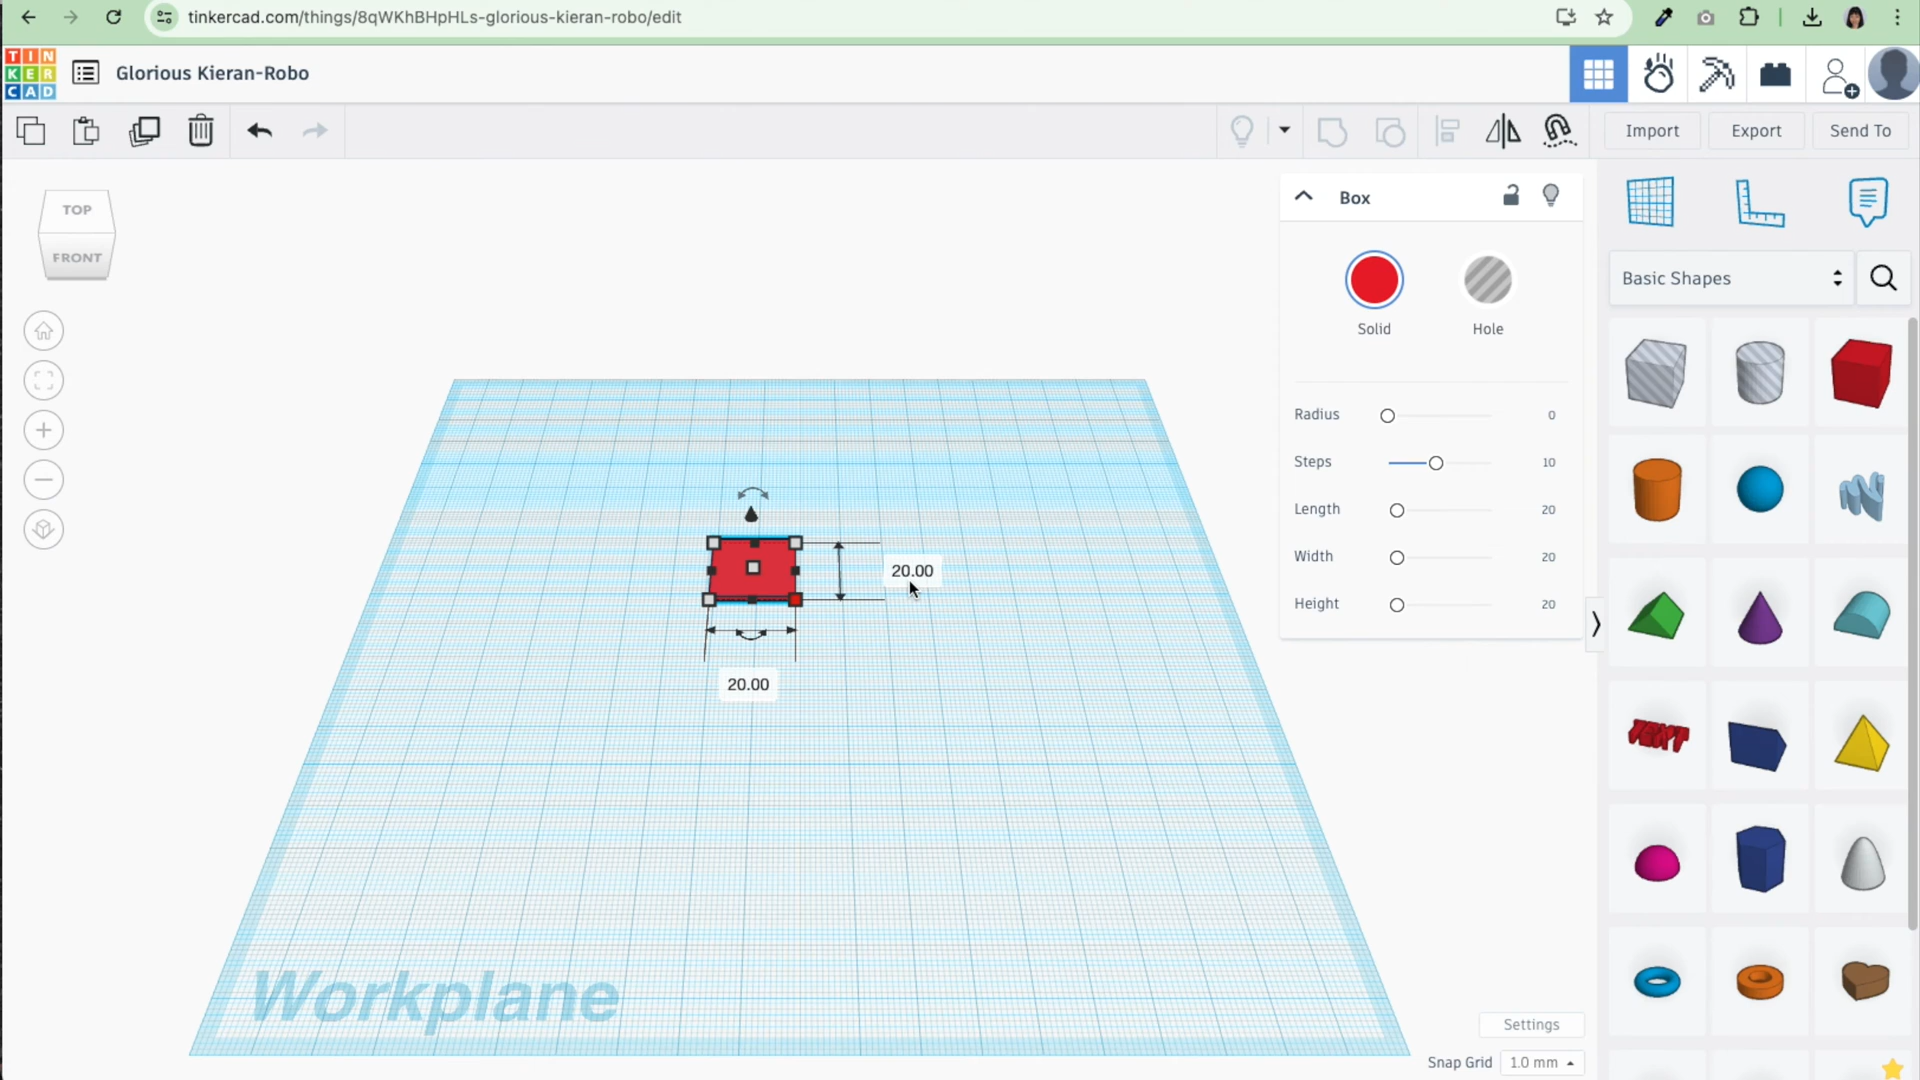 tinkercad.com/things/8qWKhBHpHLs-glorious-kieran-robo/edit
TIN
KER
CAD
Glorious Kieran-Robo
Import
Export
Send To
TOP
FRONT
Box
Solid
Hole
Radius 0
Steps 10
Length 20
Width 20
Height 20
Basic Shapes
TEXT
20.00
20.00
Workplane
Settings
Snap Grid 1.0 mm